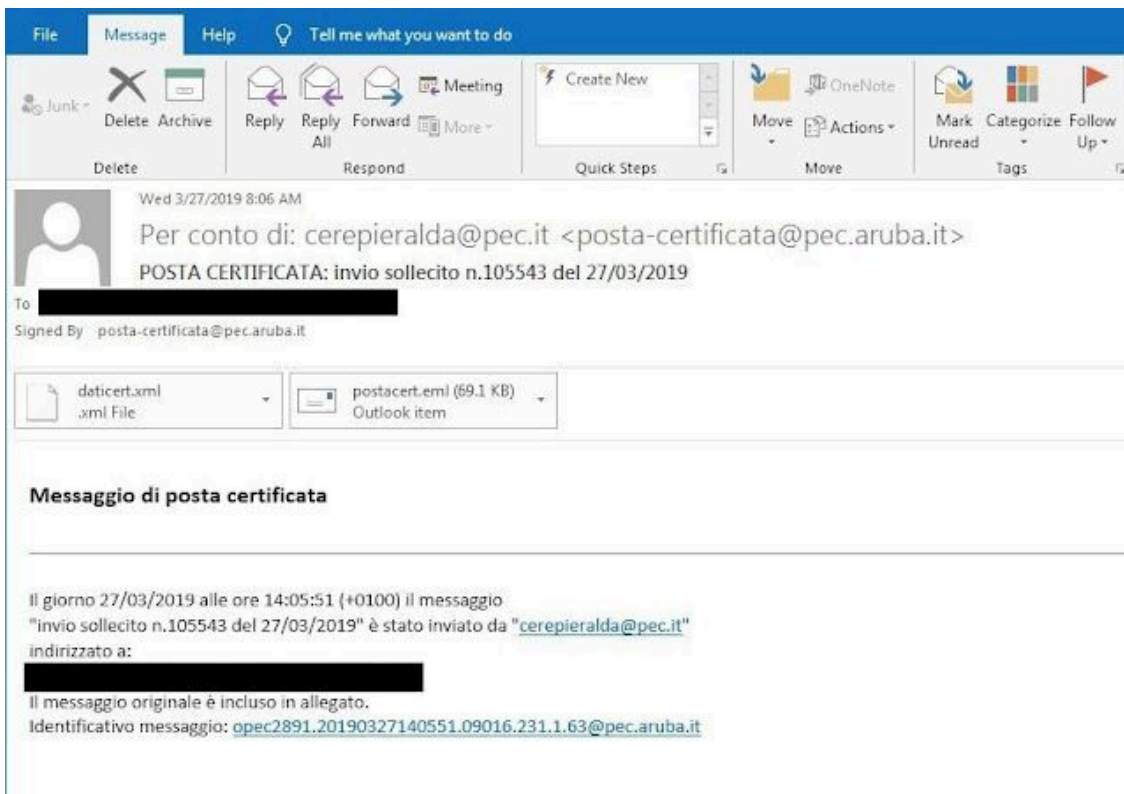 File Message Help Tell me what you want to do
Junk Delete Archive Reply Reply All Forward Meeting More Create New Move OneNote Actions Mark Unread Categorize Follow Up
Delete Respond Quick Steps Move Tags
Wed 3/27/2019 8:06 AM
Per conto di: cerepieralda@pec.it <posta-certificata@pec.aruba.it>
POSTA CERTIFICATA: invio sollecito n.105543 del 27/03/2019
To
Signed By posta-certificata@pec.aruba.it
daticert.xml postacert.eml (69.1 KB)
.xml File Outlook item
Messaggio di posta certificata
Il giorno 27/03/2019 alle ore 14:05:51 (+0100) il messaggio
"invio sollecito n.105543 del 27/03/2019" è stato inviato da "cerepieralda@pec.it"
indirizzato a:
Il messaggio originale è incluso in allegato.
Identificativo messaggio: opec2891.20190327140551.09016.231.1.63@pec.aruba.it